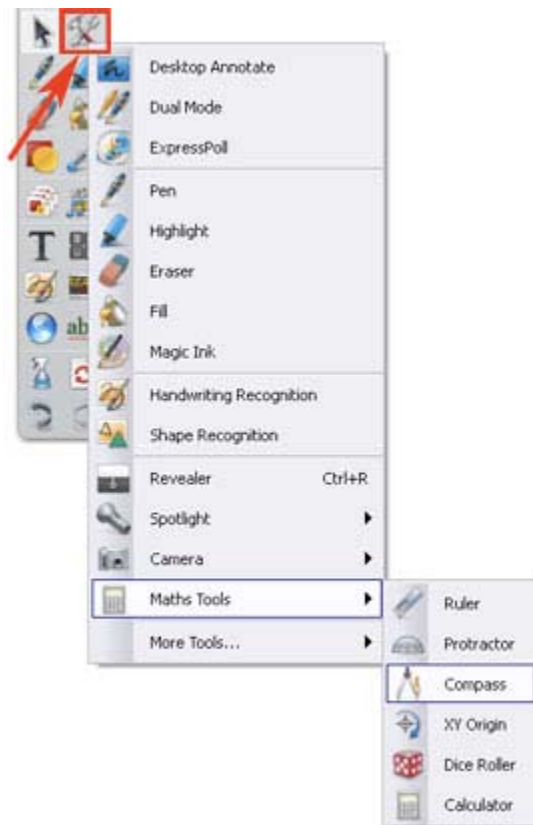 Desktop Annotate
Dual Mode
ExpressPoll
Pen
Highlight
Eraser
Fill
Magic Ink
Handwriting Recognition
Shape Recognition
Revealer Ctrl+R
Spotlight
Camera
Maths Tools
More Tools...
Ruler
Protractor
Compass
XY Origin
Dice Roller
Calculator
T
ab